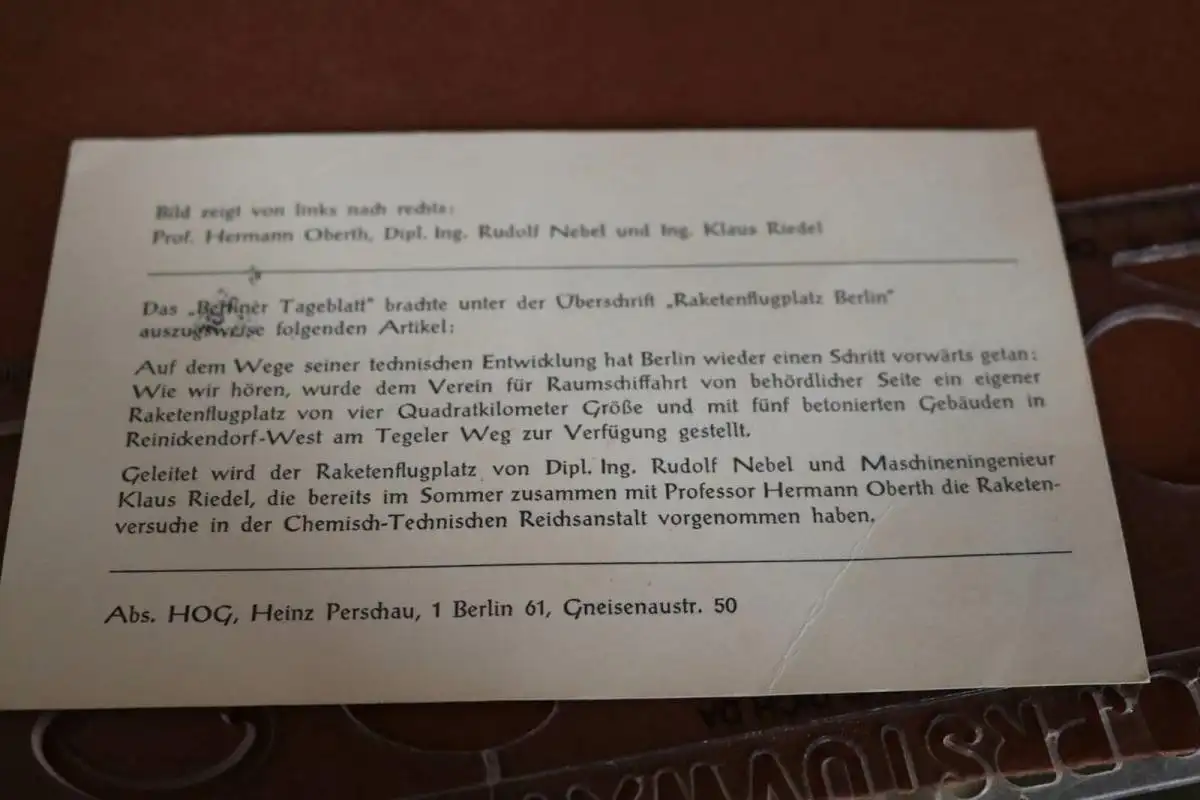 Bild zeigt von links nach rechts:
Prof. Hermann Oberth, Dipl. Ing. Rudolf Nebel und Ing. Klaus Riedel
Das „Berliner Tageblatt“ brachte unter der Überschrift „Raketenflugplatz Berlin“
auszugsweise folgenden Artikel:
Auf dem Wege seiner technischen Entwicklung hat Berlin wieder einen Schritt vorwärts getan:
Wie wir hören, wurde dem Verein für Raumschiffahrt von behördlicher Seite ein eigener
Raketenflugplatz von vier Quadratkilometer Größe und mit fünf betonierten Gebäuden in
Reinickendorf-West am Tegeler Weg zur Verfügung gestellt.
Geleitet wird der Raketenflugplatz von Dipl. Ing. Rudolf Nebel und Maschineningenieur
Klaus Riedel, die bereits im Sommer zusammen mit Professor Hermann Oberth die Raketen-
versuche in der Chemisch-Technischen Reichsanstalt vorgenommen haben.
Abs. HOG, Heinz Perschau, 1 Berlin 61, Gneisenaustr. 50